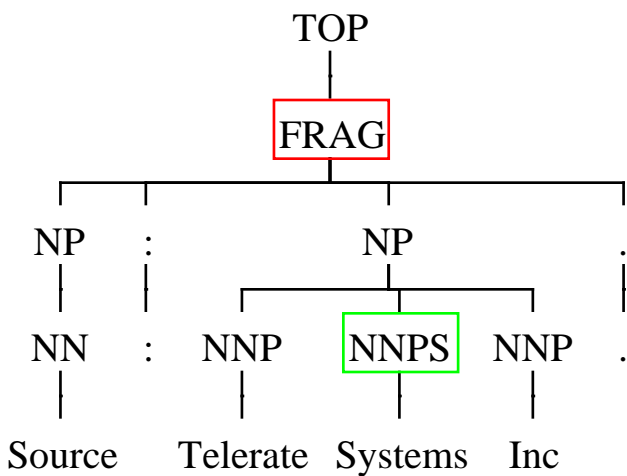 TOP
FRAG
NP : NP .
NN : NNP NNPS NNP .
Source Telerate Systems Inc